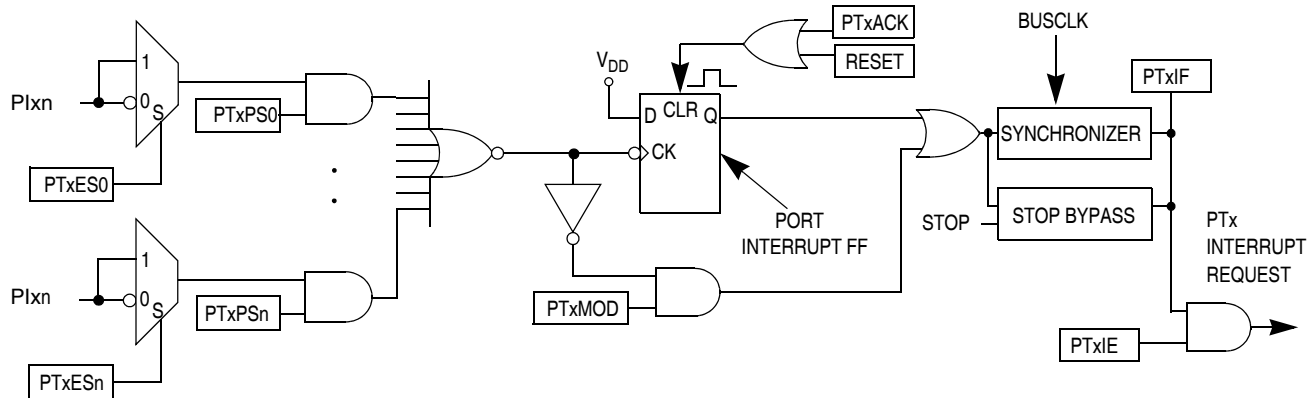 PTxACK
RESET
BUSCLK
VDD
PTxIF
PIxn
1
0
S
PTxPS0
D CLR Q
CK
SYNCHRONIZER
PTxES0
PORT
INTERRUPT FF
STOP
STOP BYPASS
PTx
INTERRUPT
REQUEST
PIxn
1
0
S
PTxPSn
PTxMOD
PTxIE
PTxESn